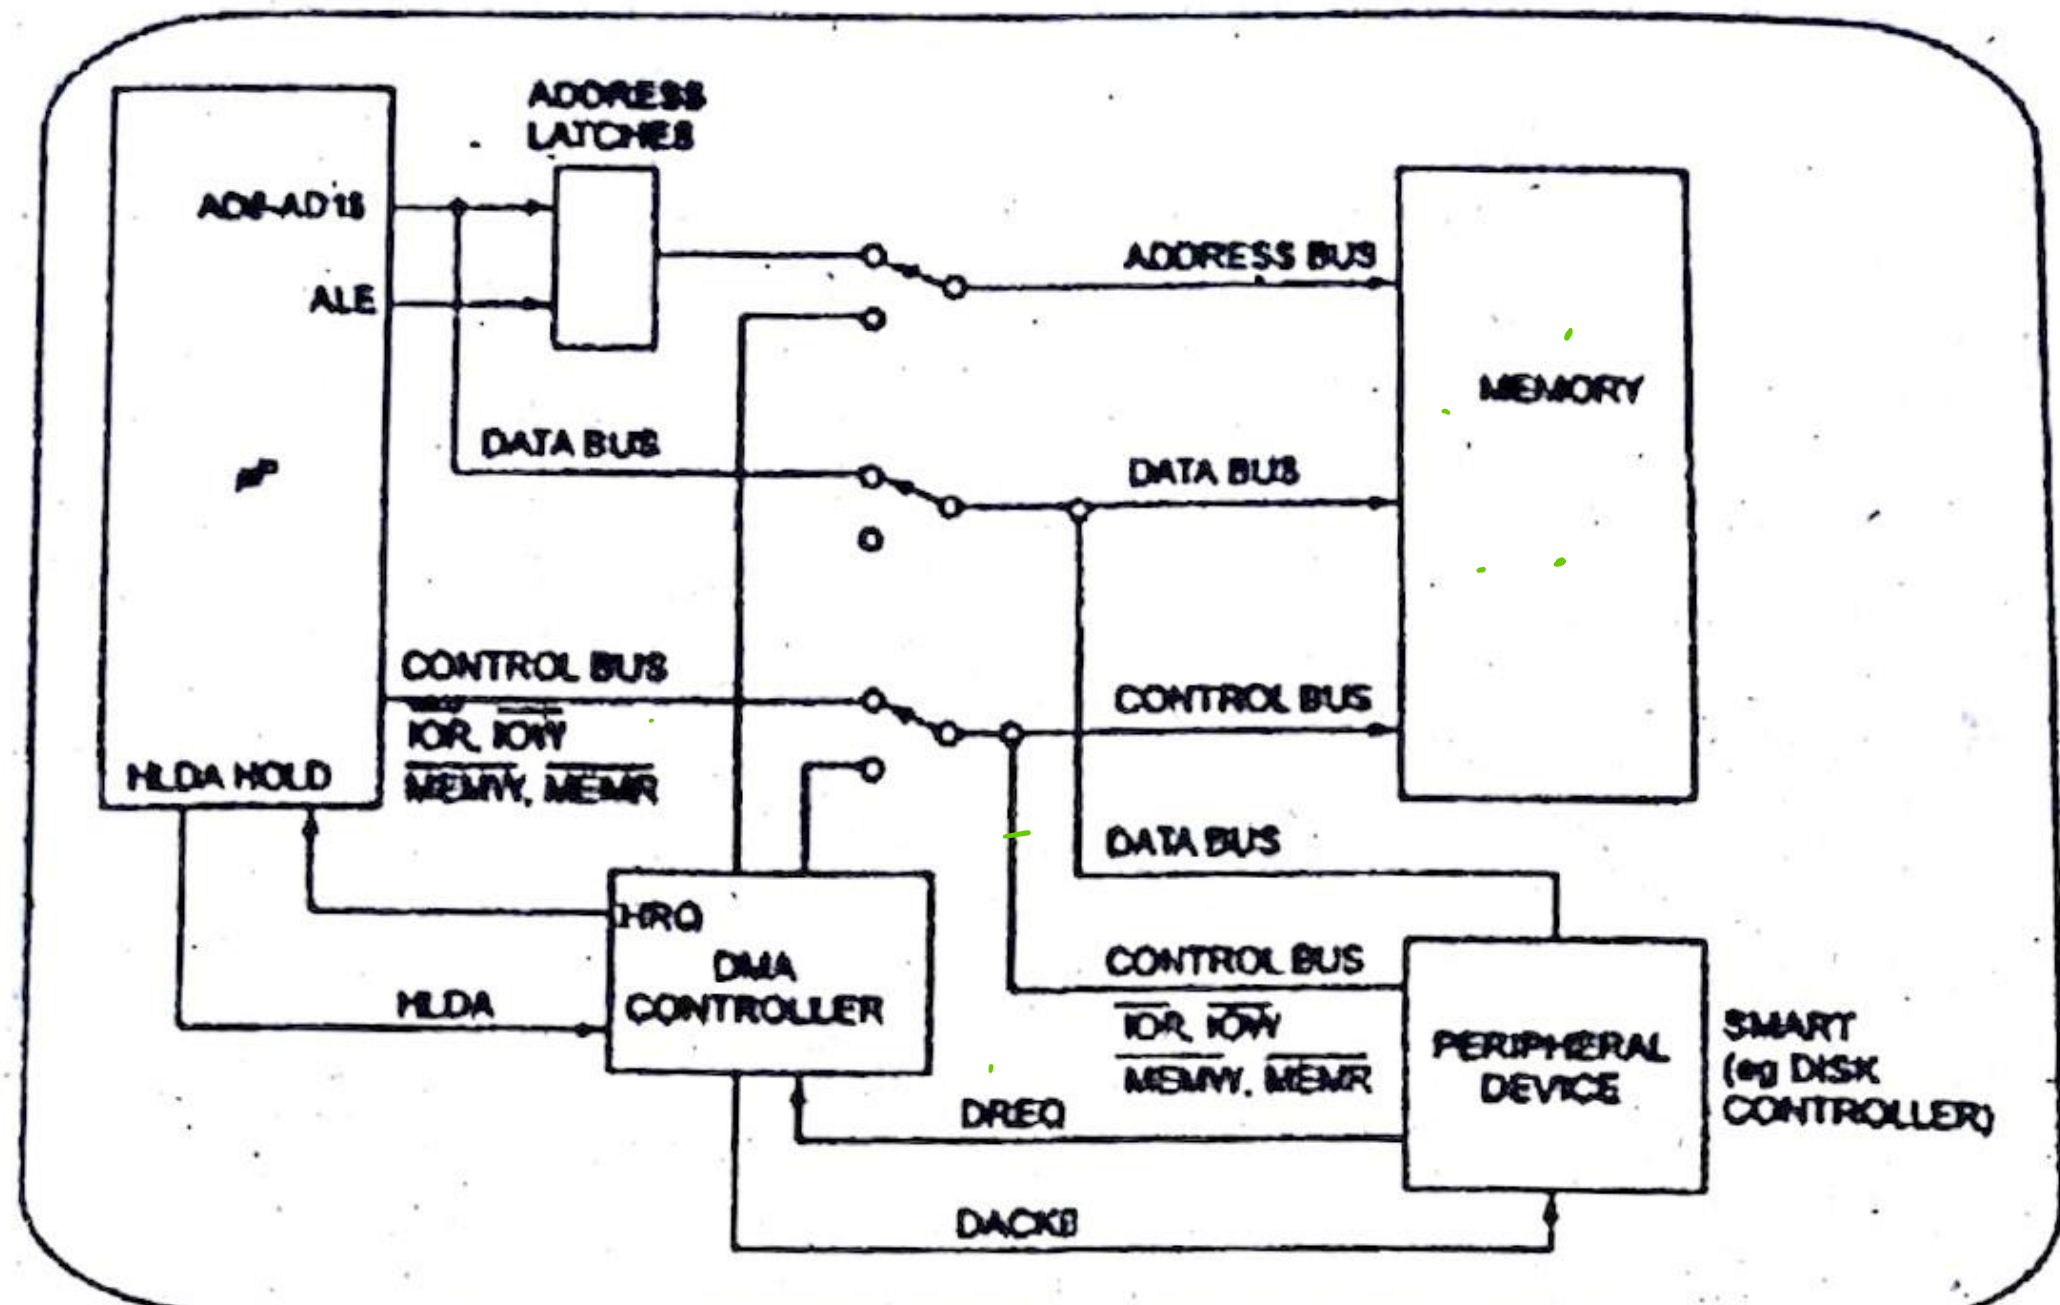 ADDRESS
LATCHES
AD0-AD15
ALE
ADDRESS BUS
MEMORY
DATA BUS
DATA BUS
μP
CONTROL BUS
IOR, IOW
MEMW, MEMR
CONTROL BUS
HLDA HOLD
DATA BUS
HRQ
DMA
CONTROLLER
HLDA
CONTROL BUS
IOR, IOW
MEMW, MEMR
PERIPHERAL
DEVICE
SMART
(eg DISK
CONTROLLER)
DREQ